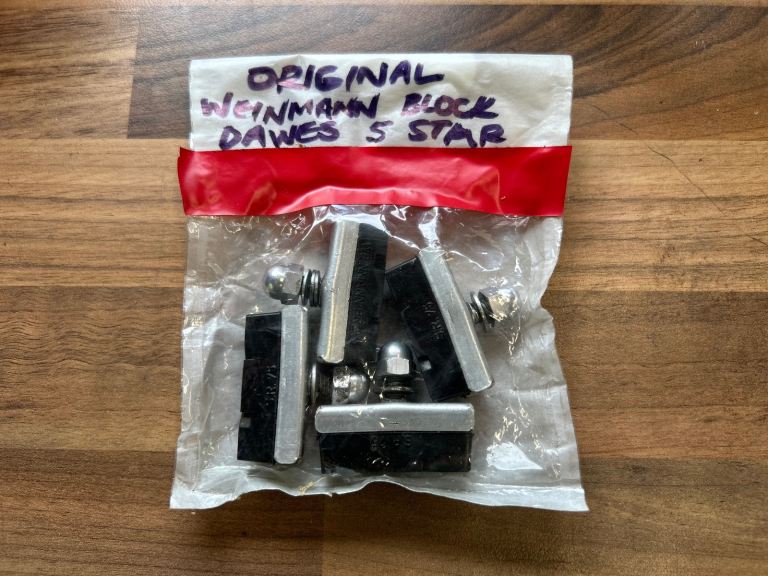 ORIGINAL
WEINMANN BLOCK
DAWES 5 STAR